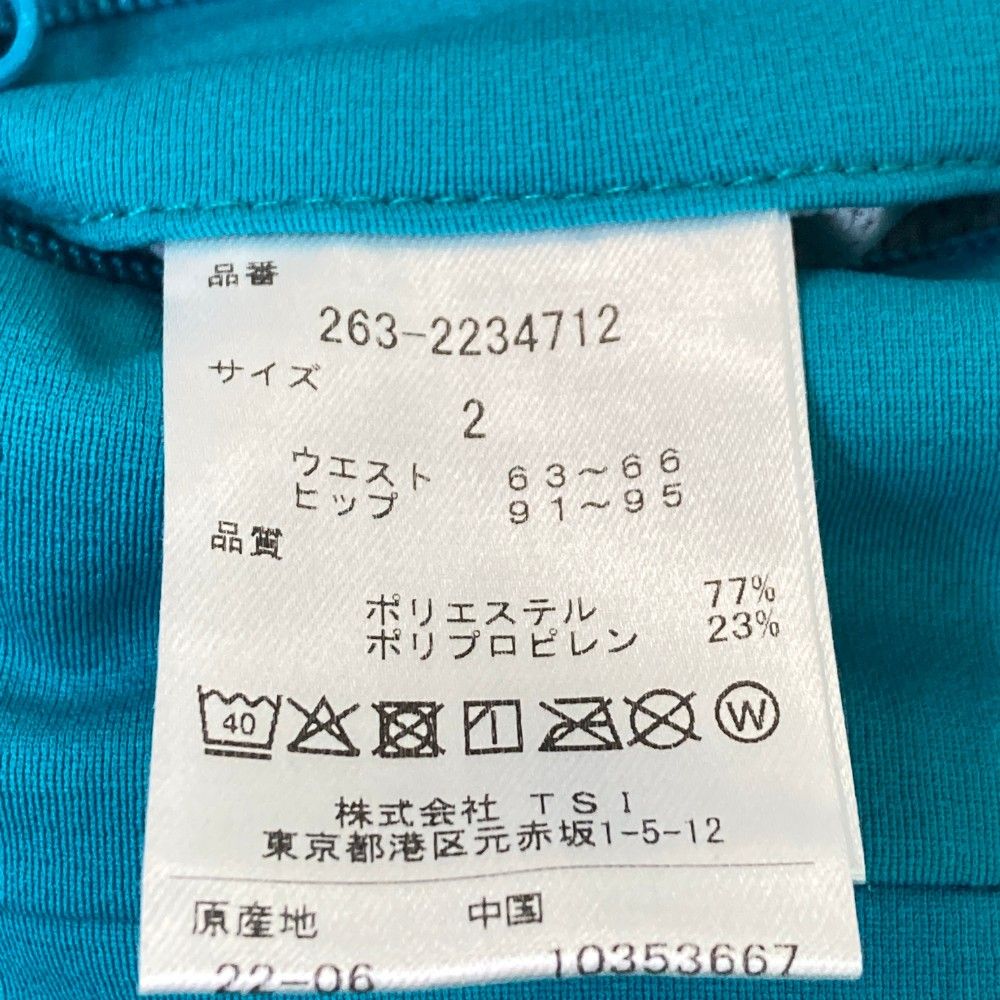 品番
263-2234712
サイズ
2
ウエスト 63～66
ヒップ 91～95
品質
ポリエステル 77%
ポリプロピレン 23%
40
W
株式会社 TSI
東京都港区元赤坂1-5-12
原産地 中国
22-06 10353667